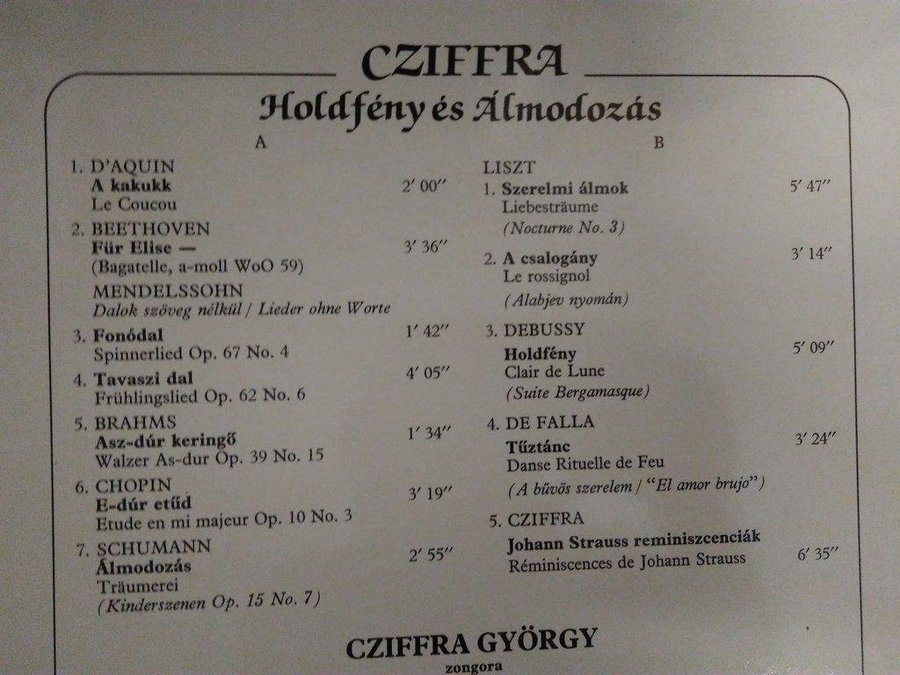 CZIFFRA
Holdfény és Álmodozás
A
1. D'AQUIN
A kakukk 2′ 00″
Le Coucou
2. BEETHOVEN
Für Elise — 3′ 36″
(Bagatelle, a-moll WoO 59)
MENDELSSOHN
Dalok szöveg nélkül / Lieder ohne Worte
3. Fonódal 1′ 42″
Spinnerlied Op. 67 No. 4
4. Tavaszi dal 4′ 05″
Frühlingslied Op. 62 No. 6
5. BRAHMS
Asz-dúr keringő 1′ 34″
Walzer As-dur Op. 39 No. 15
6. CHOPIN
E-dúr etűd 3′ 19″
Etude en mi majeur Op. 10 No. 3
7. SCHUMANN
Álmodozás 2′ 55″
Träumerei
(Kinderszenen Op. 15 No. 7)
B
LISZT
1. Szerelmi álmok 5′ 47″
Liebesträume
(Nocturne No. 3)
2. A csalogány 3′ 14″
Le rossignol
(Alabjev nyomán)
3. DEBUSSY
Holdfény 5′ 09″
Clair de Lune
(Suite Bergamasque)
4. DE FALLA
Tűztánc 3′ 24″
Danse Rituelle de Feu
(A bűvös szerelem / “El amor brujo”)
5. CZIFFRA
Johann Strauss reminiszcenciák
Réminiscences de Johann Strauss 6′ 35″
CZIFFRA GYÖRGY
zongora